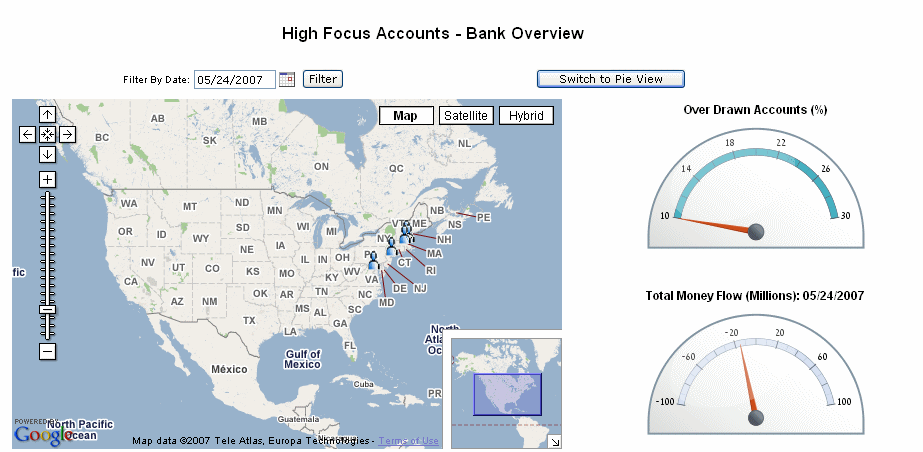 High Focus Accounts - Bank Overview
Filter By Date: 05/24/2007 Filter
Switch to Pie View
Map Satellite Hybrid
AB
MB
BC
SK
NL
ON
QC
NB
PE
NS
WA
MT
ND
MN
VT ME
OR
ID
SD
WI
MI
NY
NH
WY
IA
MA
NE
CT
RI
NV
UT
CO
IL
IN
OH
KS
MO
KY
WV
VA
DE
NJ
MD
CA
AZ
NM
OK
AR
TN
NC
TX
MS
AL
SC
LA
GA
FL
fic
Gulf of
Mexico
México
Cuba
PR
Guatemala
Nicaragua
North Pacific
Ocean
POWERED BY
Google
Map data ©2007 Tele Atlas, Europa Technologies - Terms of Use
Over Drawn Accounts (%)
10
14
18
22
26
30
Total Money Flow (Millions): 05/24/2007
-100
-60
-20
20
60
100